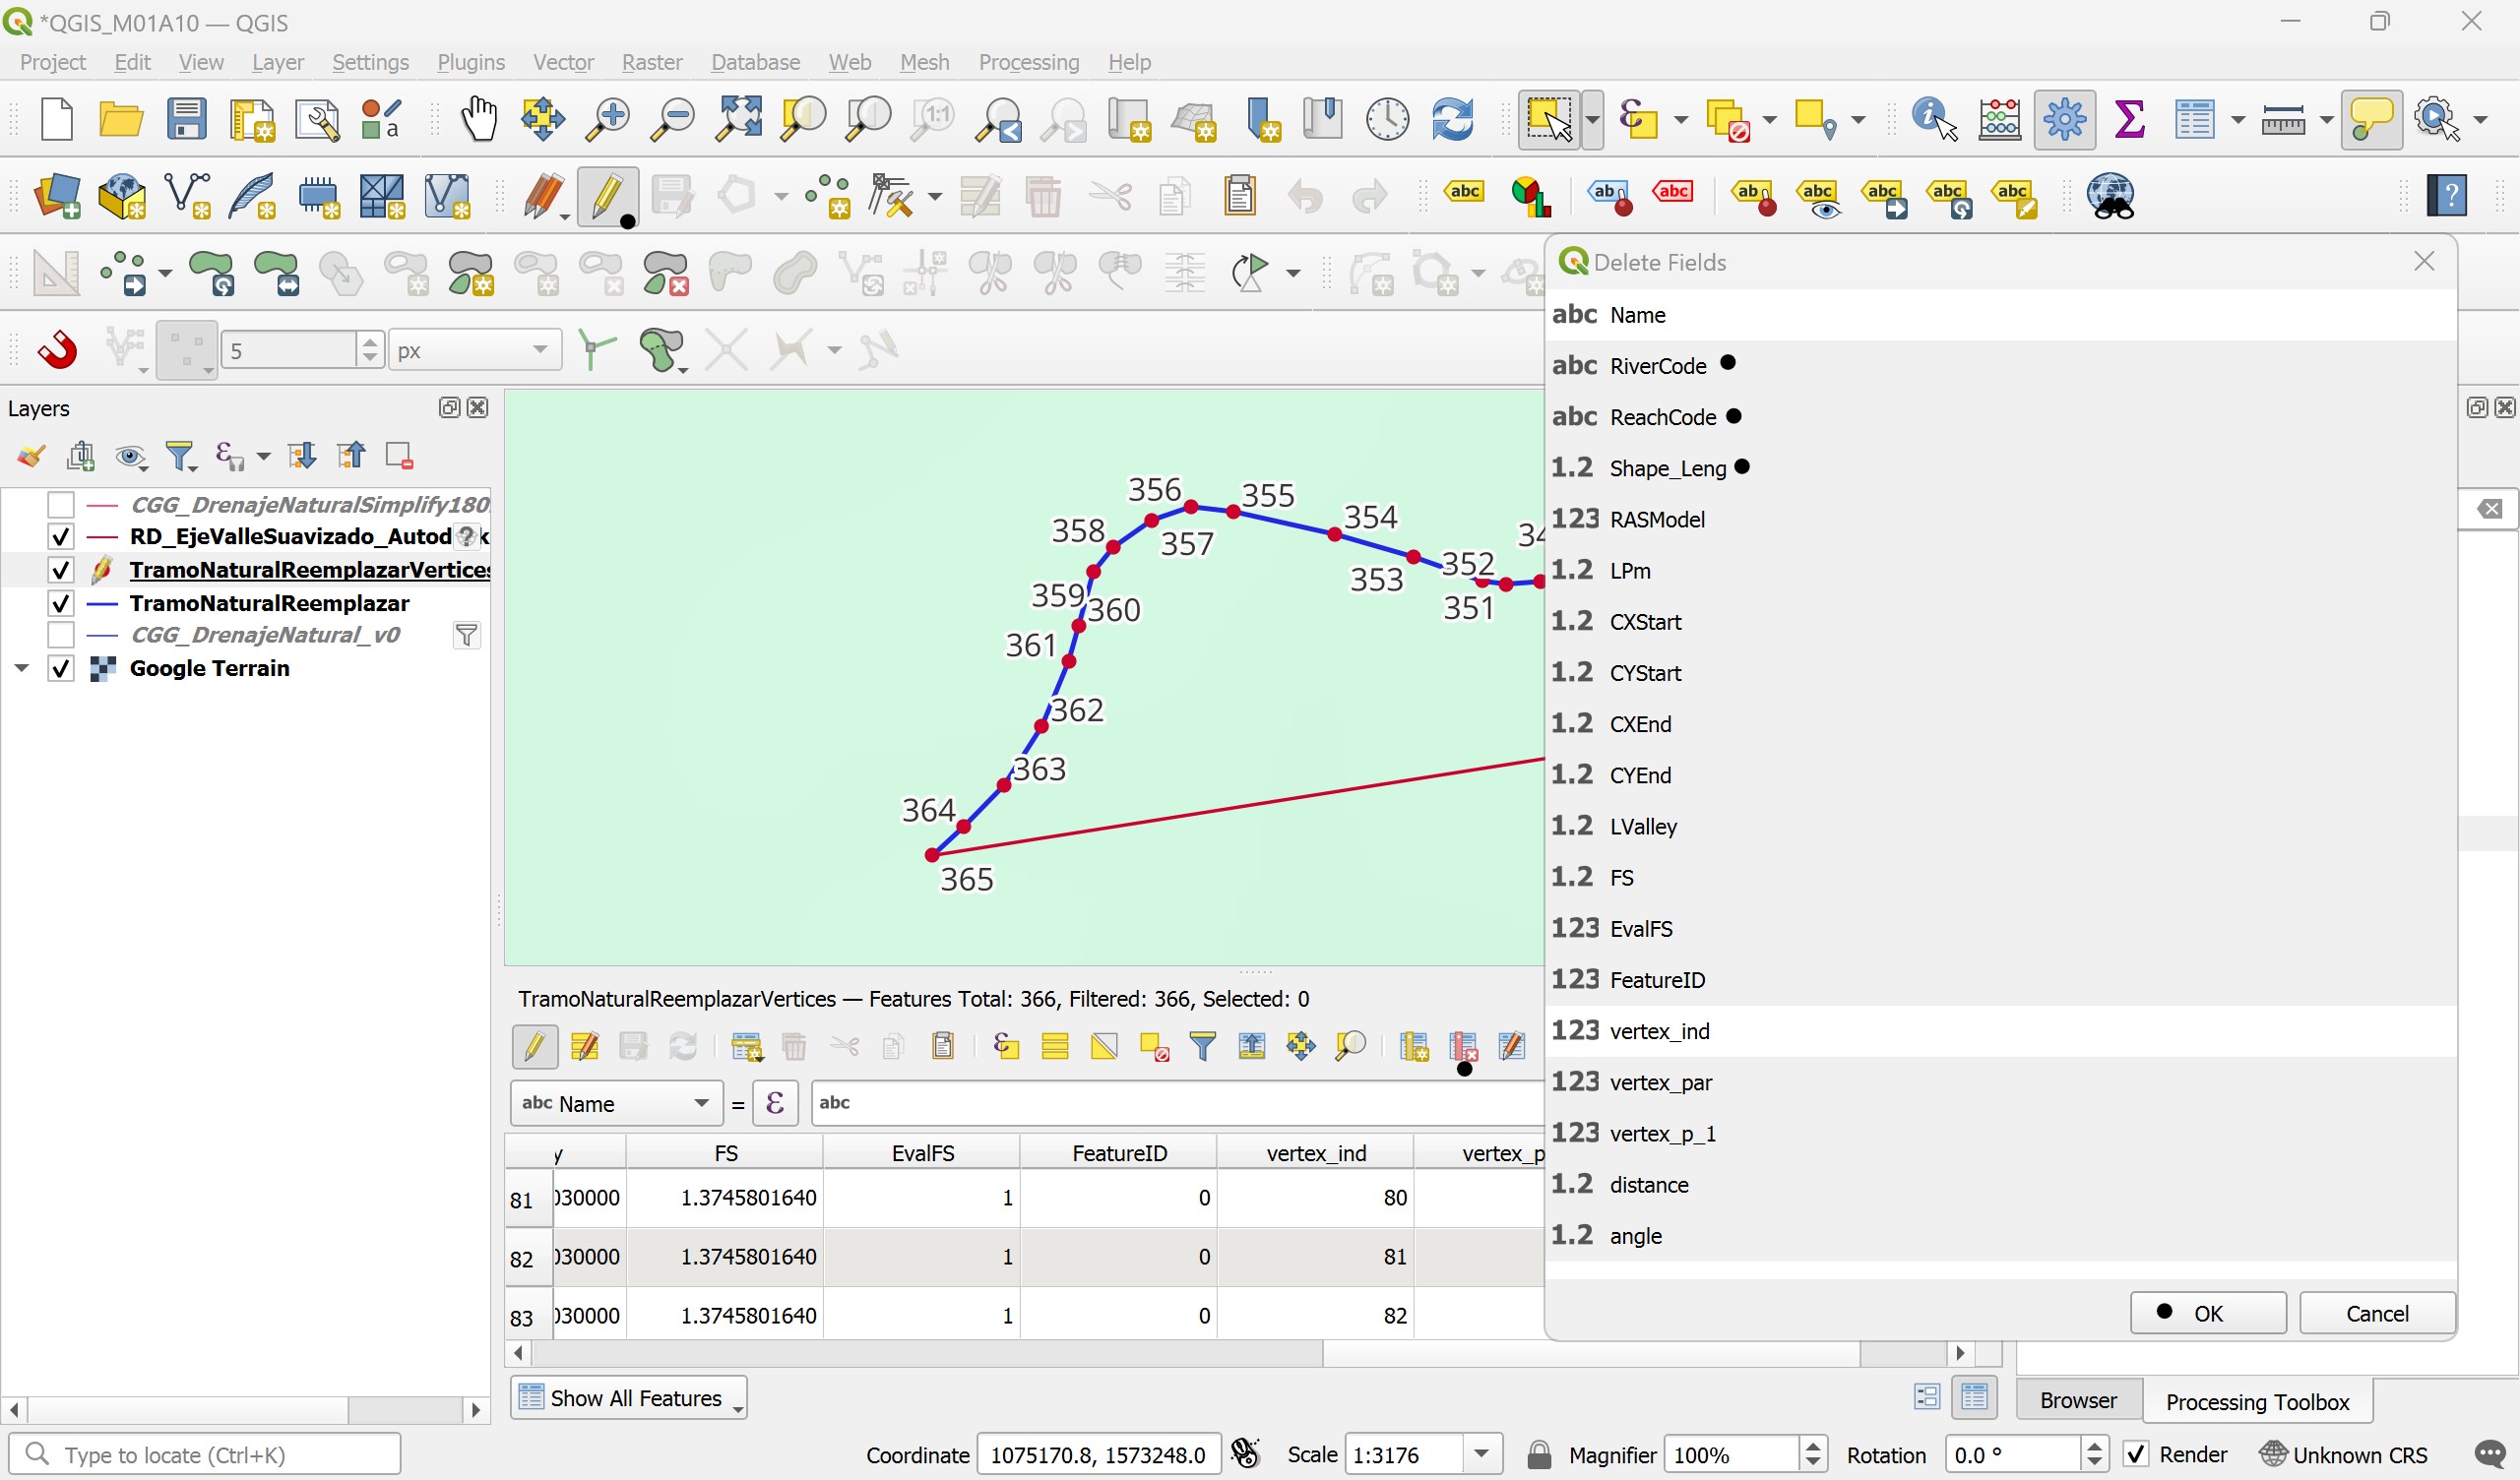 *QGIS_M01A10 — QGIS
Project Edit View Layer Settings Plugins Vector Raster Database Web Mesh Processing Help
5 px
Delete Fields
abc Name
abc RiverCode
abc ReachCode
1.2 Shape_Leng
123 RASModel
1.2 LPm
1.2 CXStart
1.2 CYStart
1.2 CXEnd
1.2 CYEnd
1.2 LValley
1.2 FS
123 EvalFS
123 FeatureID
123 vertex_ind
123 vertex_par
123 vertex_p_1
1.2 distance
1.2 angle
OK Cancel
Layers
CGG_DrenajeNaturalSimplify180
RD_EjeValleSuavizado_Autod
TramoNaturalReemplazarVertices
TramoNaturalReemplazar
CGG_DrenajeNatural_v0
Google Terrain
356 355
354
358
357
352
353
359 360
351
361
362
363
364
365
TramoNaturalReemplazarVertices — Features Total: 366, Filtered: 366, Selected: 0
abc Name = ε abc
y FS EvalFS FeatureID vertex_ind vertex_p
81 030000 1.3745801640 1 0 80
82 030000 1.3745801640 1 0 81
83 030000 1.3745801640 1 0 82
Show All Features
Browser Processing Toolbox
Type to locate (Ctrl+K) Coordinate 1075170.8, 1573248.0 Scale 1:3176 Magnifier 100% Rotation 0.0 ° Render Unknown CRS